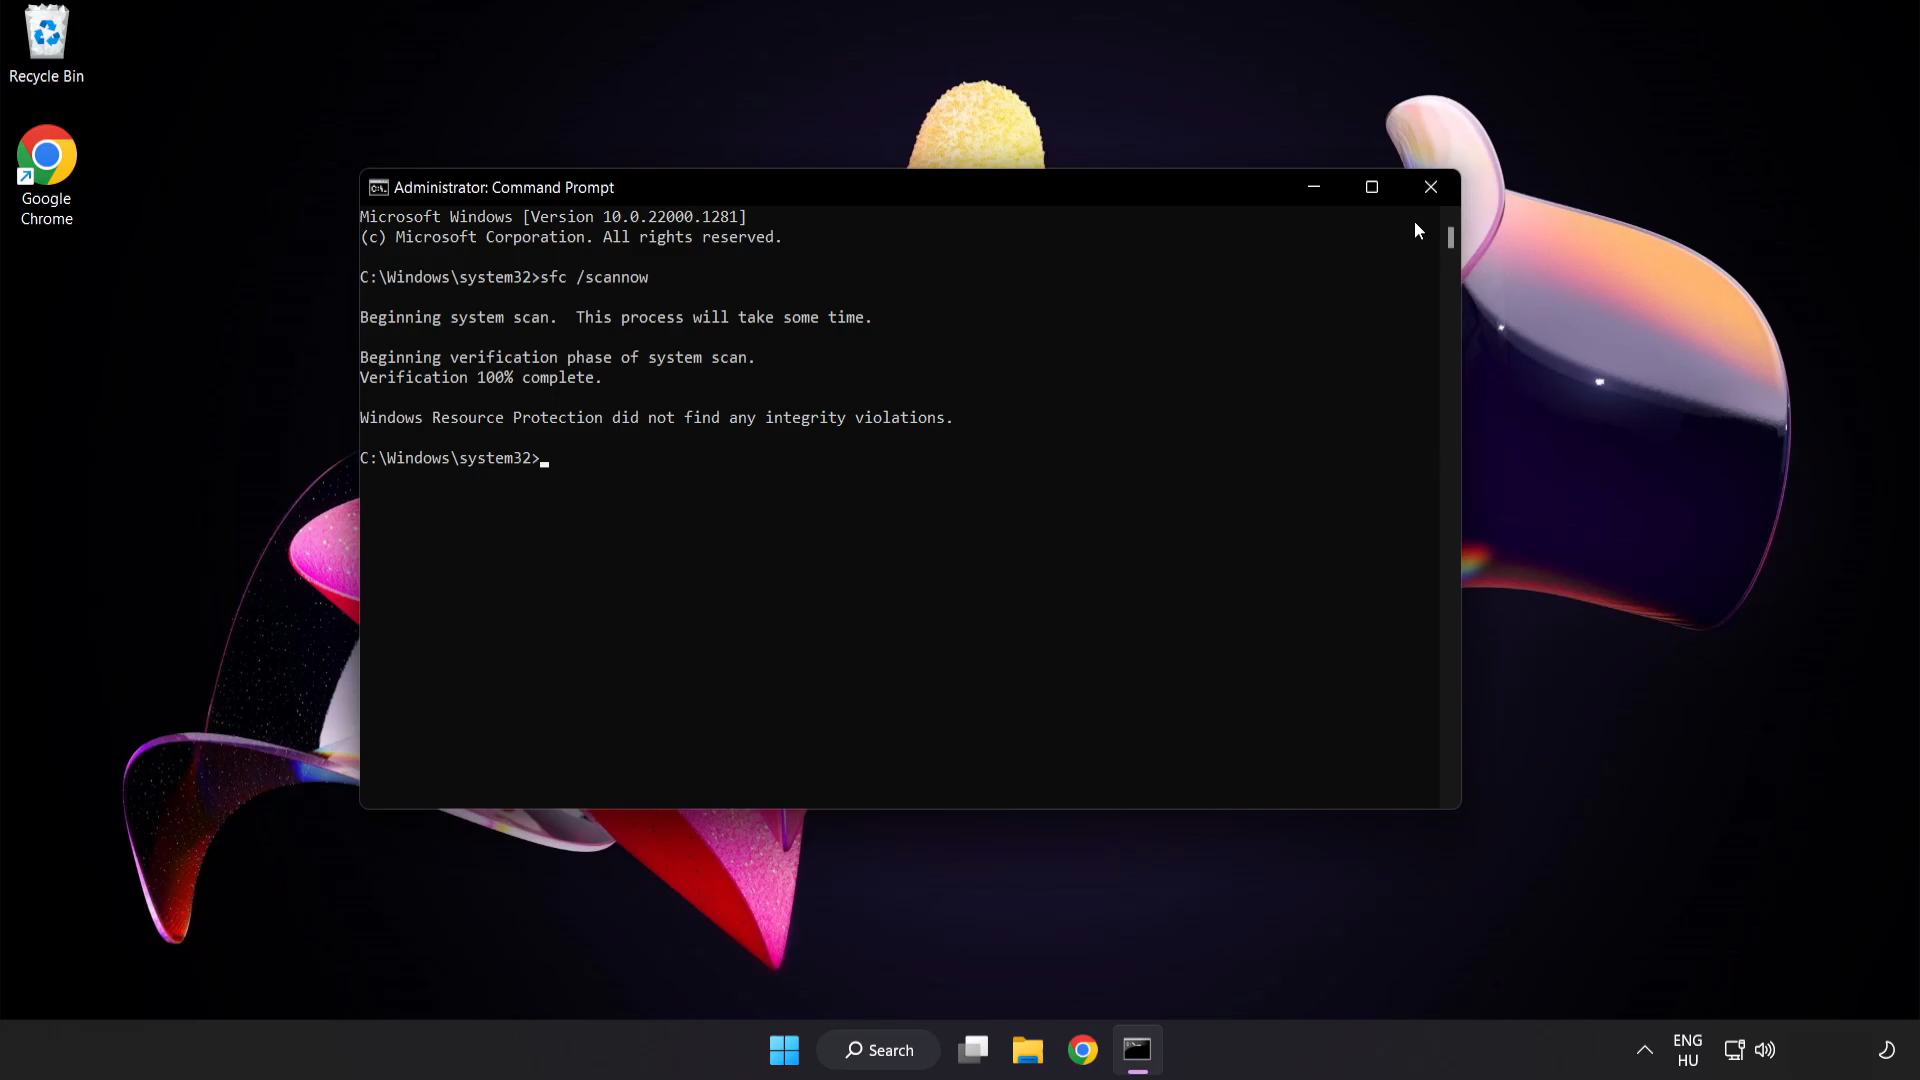 Recycle Bin
Google
Chrome
Administrator: Command Prompt
Microsoft Windows [Version 10.0.22000.1281]
(c) Microsoft Corporation. All rights reserved.
C:\Windows\system32>sfc /scannow
Beginning system scan.  This process will take some time.
Beginning verification phase of system scan.
Verification 100% complete.
Windows Resource Protection did not find any integrity violations.
C:\Windows\system32>
Search
ENG
HU